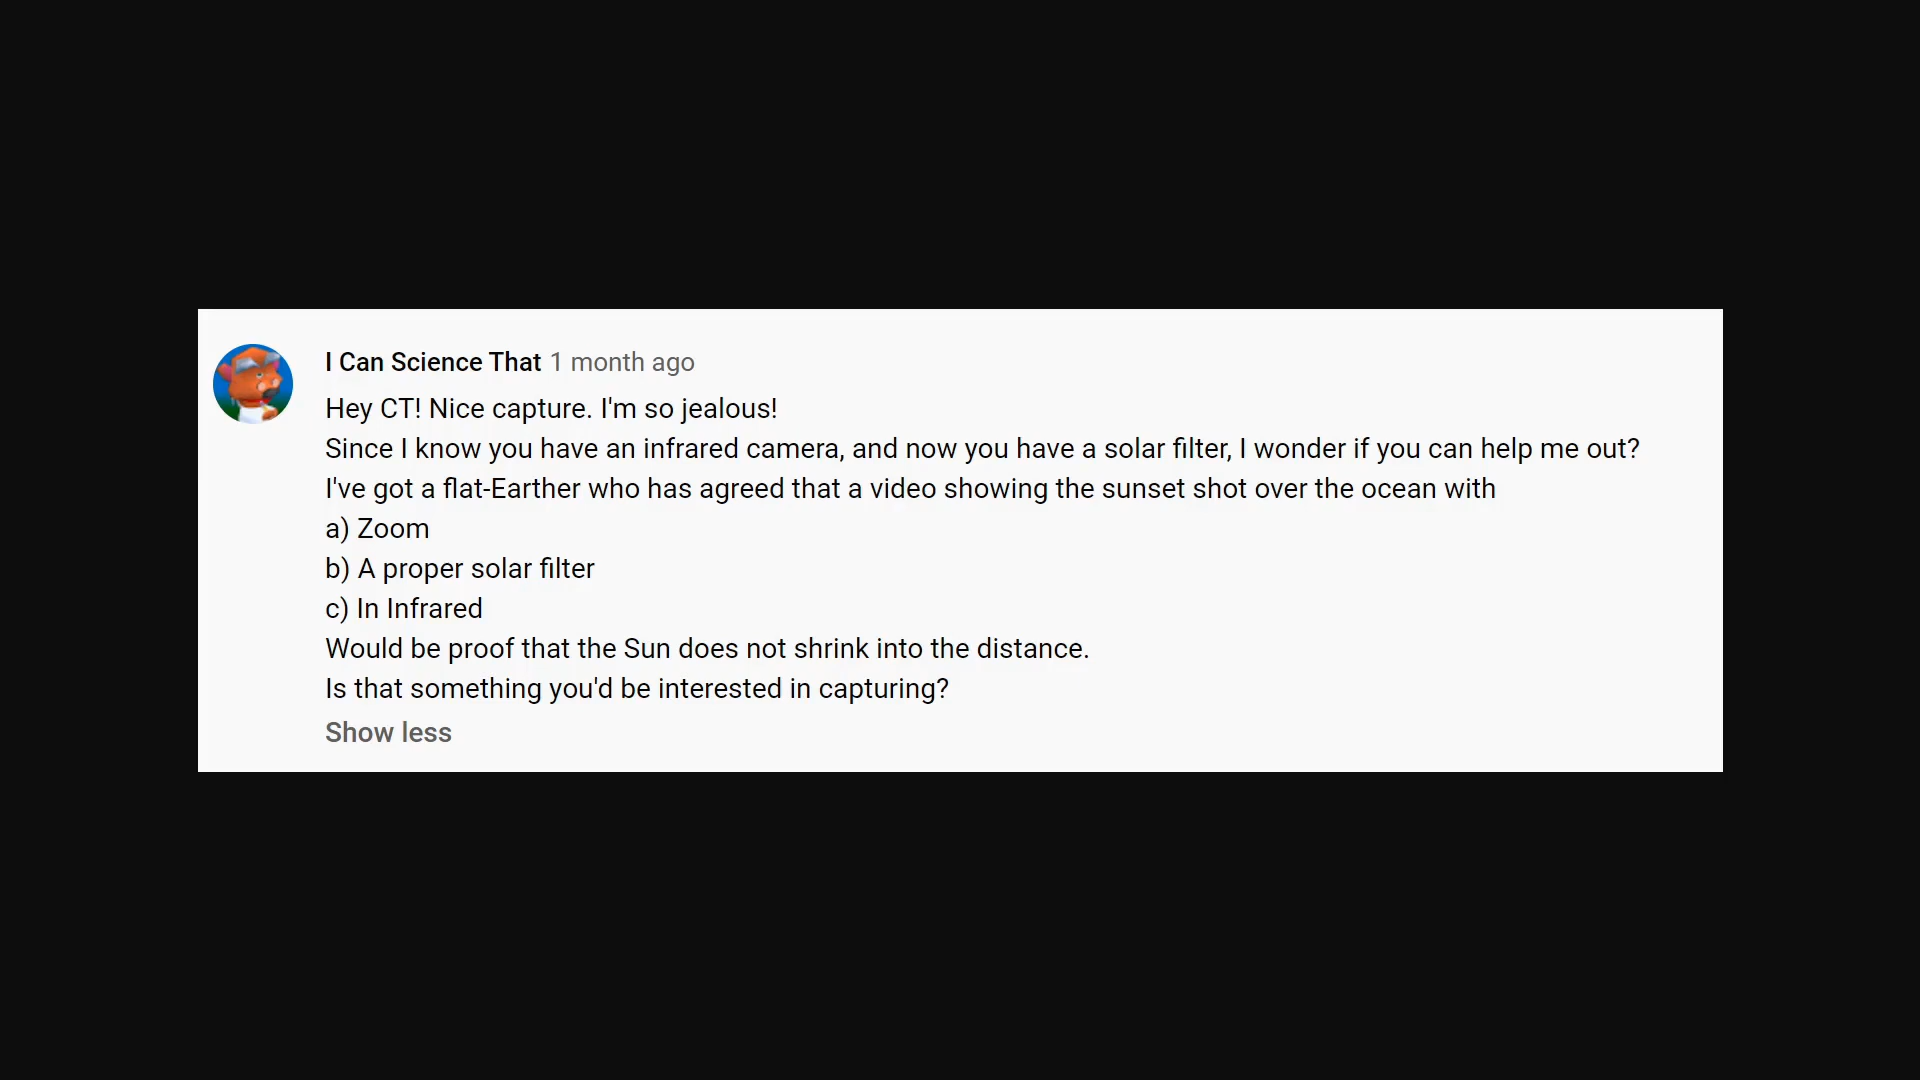 I Can Science That 1 month ago
Hey CT! Nice capture. I'm so jealous!
Since I know you have an infrared camera, and now you have a solar filter, I wonder if you can help me out?
I've got a flat-Earther who has agreed that a video showing the sunset shot over the ocean with
a) Zoom
b) A proper solar filter
c) In Infrared
Would be proof that the Sun does not shrink into the distance.
Is that something you'd be interested in capturing?
Show less